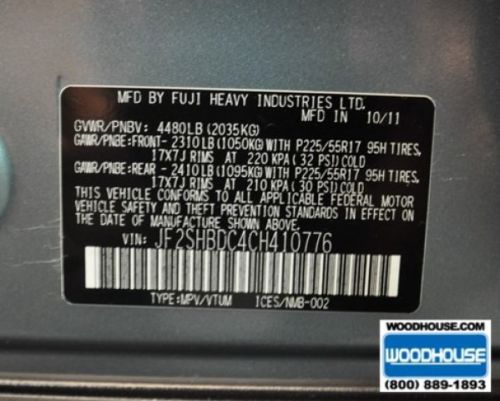 MFD BY FUJI HEAVY INDUSTRIES LTD.
MFD IN 10/11
GVWR/PNBV: 4480LB (2035KG)
GAWR/PNBE:FRONT- 2310LB (1050KG)WITH P225/55R17 95H TIRES,
17X7J RIMS AT 220 KPA (32 PSI)COLD
GAWR/PNBE:REAR - 2410LB (1095KG)WITH P225/55R17 95H TIRES,
17X7J RIMS AT 210 KPA (30 PSI)COLD
THIS VEHICLE CONFORMS TO ALL APPLICABLE FEDERAL MOTOR
VEHICLE SAFETY AND THEFT PREVENTION STANDARDS IN EFFECT ON
THE DATE OF MANUFACTURE SHOWN ABOVE.
VIN: JF2SHBDC4CH410776
TYPE:MPV/VTUM ICES/NMB-002
WOODHOUSE.COM
WOODHOUSE
(800) 889-1893